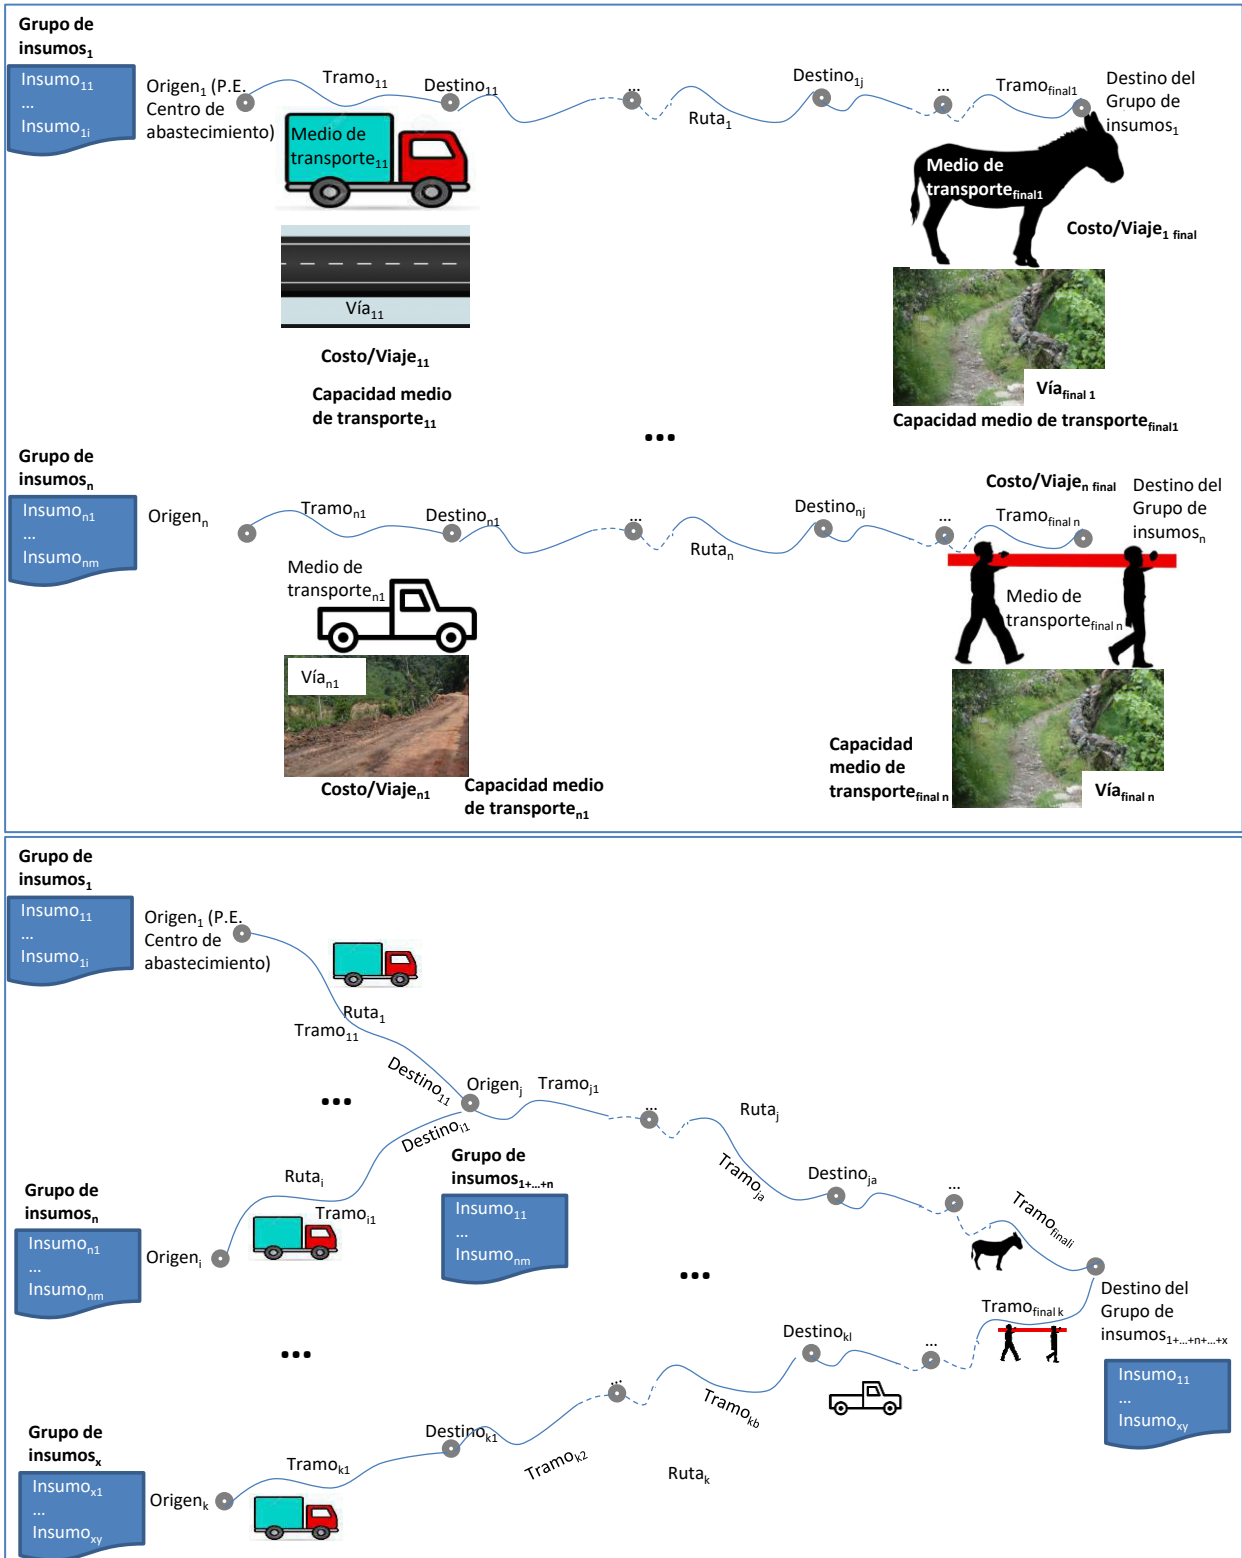 Grupo de
insumos1
Insumo11
...
Insumo1i
Origen1 (P.E.
Centro de
abastecimiento)
Tramo11
Destino11
...
Ruta1
Destino1j
...
Tramofinal1
Destino del
Grupo de
insumos1
Medio de
transporte11
Medio de
transportefinal1
Costo/Viaje1 final
Vía11
Costo/Viaje11
Capacidad medio
de transporte11
Víafinal 1
Capacidad medio de transportefinal1
...
Grupo de
insumosn
Insumon1
...
Insumonm
Origenn
Tramon1
Destinon1
...
Rutan
Destinonj
...
Costo/Viajen final
Tramofinal n
Destino del
Grupo de
insumosn
Medio de
transporten1
Medio de
transportefinal n
Vían1
Costo/Viajen1
Capacidad medio
de transporten1
Capacidad
medio de
transportefinal n
Víafinal n
Grupo de
insumos1
Insumo11
...
Insumo1i
Origen1 (P.E.
Centro de
abastecimiento)
Ruta1
Tramo11
Destino11
...
Origenj
Tramoj1
...
Rutaj
Tramoja
Destinoja
...
Tramofinali
Destinoi1
Rutai
Tramoi1
Grupo de
insumosn
Insumon1
...
Insumonm
Origeni
Grupo de
insumos1+...+n
Insumo11
...
Insumonm
...
Tramofinal k
Destino del
Grupo de
insumos1+...+n+...+x
Insumo11
...
Insumoxy
...
Destinokl
...
...
Tramokb
Destinok1
Tramok2
Rutak
Grupo de
insumosx
Insumox1
...
Insumoxy
Origenk
Tramok1